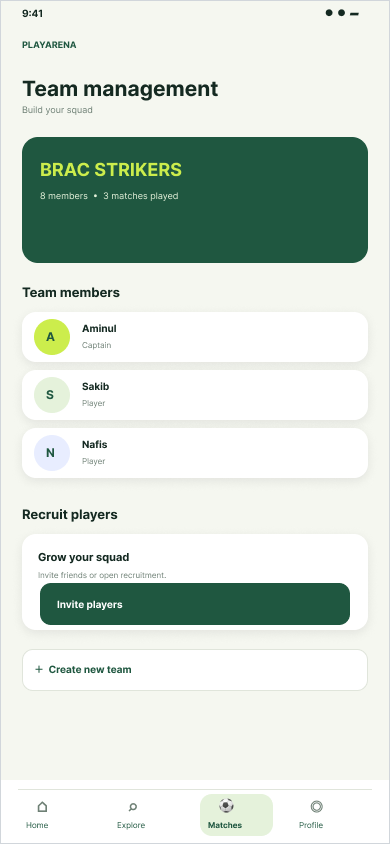 9:41
PLAYARENA
Team management
Build your squad
BRAC STRIKERS
8 members • 3 matches played
Team members
A
Aminul
Captain
S
Sakib
Player
N
Nafis
Player
Recruit players
Grow your squad
Invite friends or open recruitment.
Invite players
+ Create new team
Home Explore Matches Profile